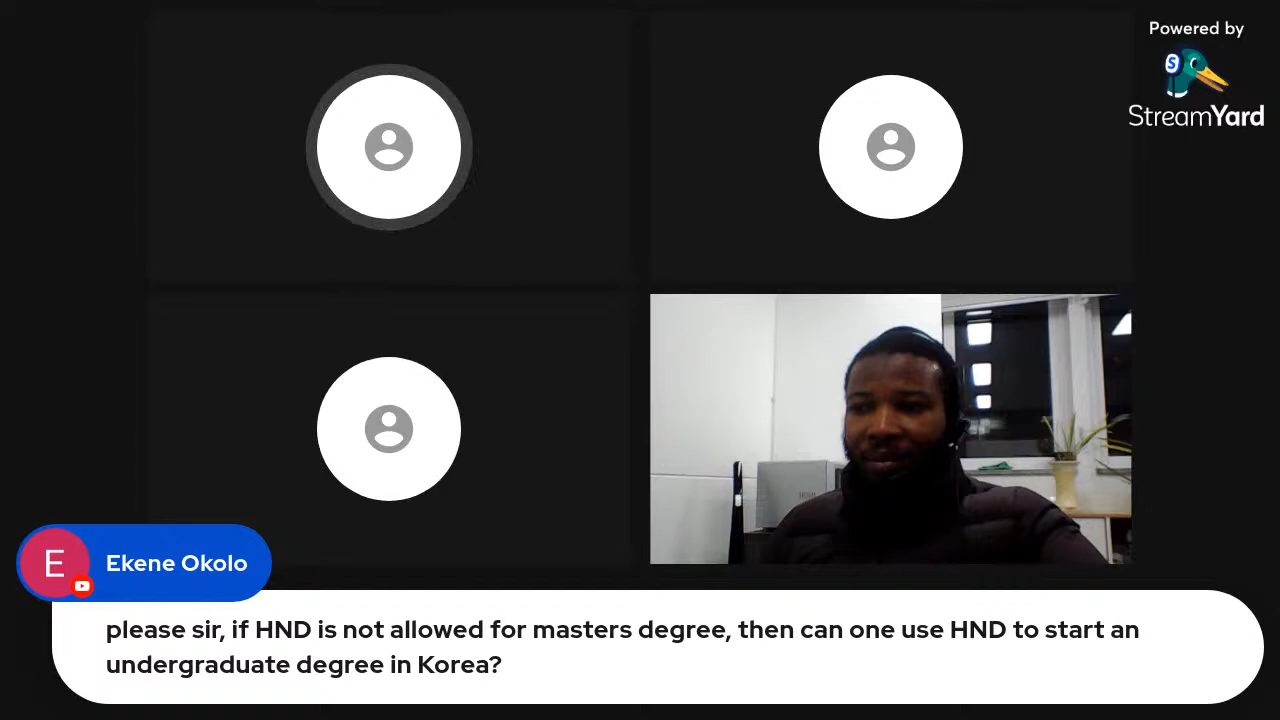 Powered by
StreamYard
E
Ekene Okolo
please sir, if HND is not allowed for masters degree, then can one use HND to start an
undergraduate degree in Korea?